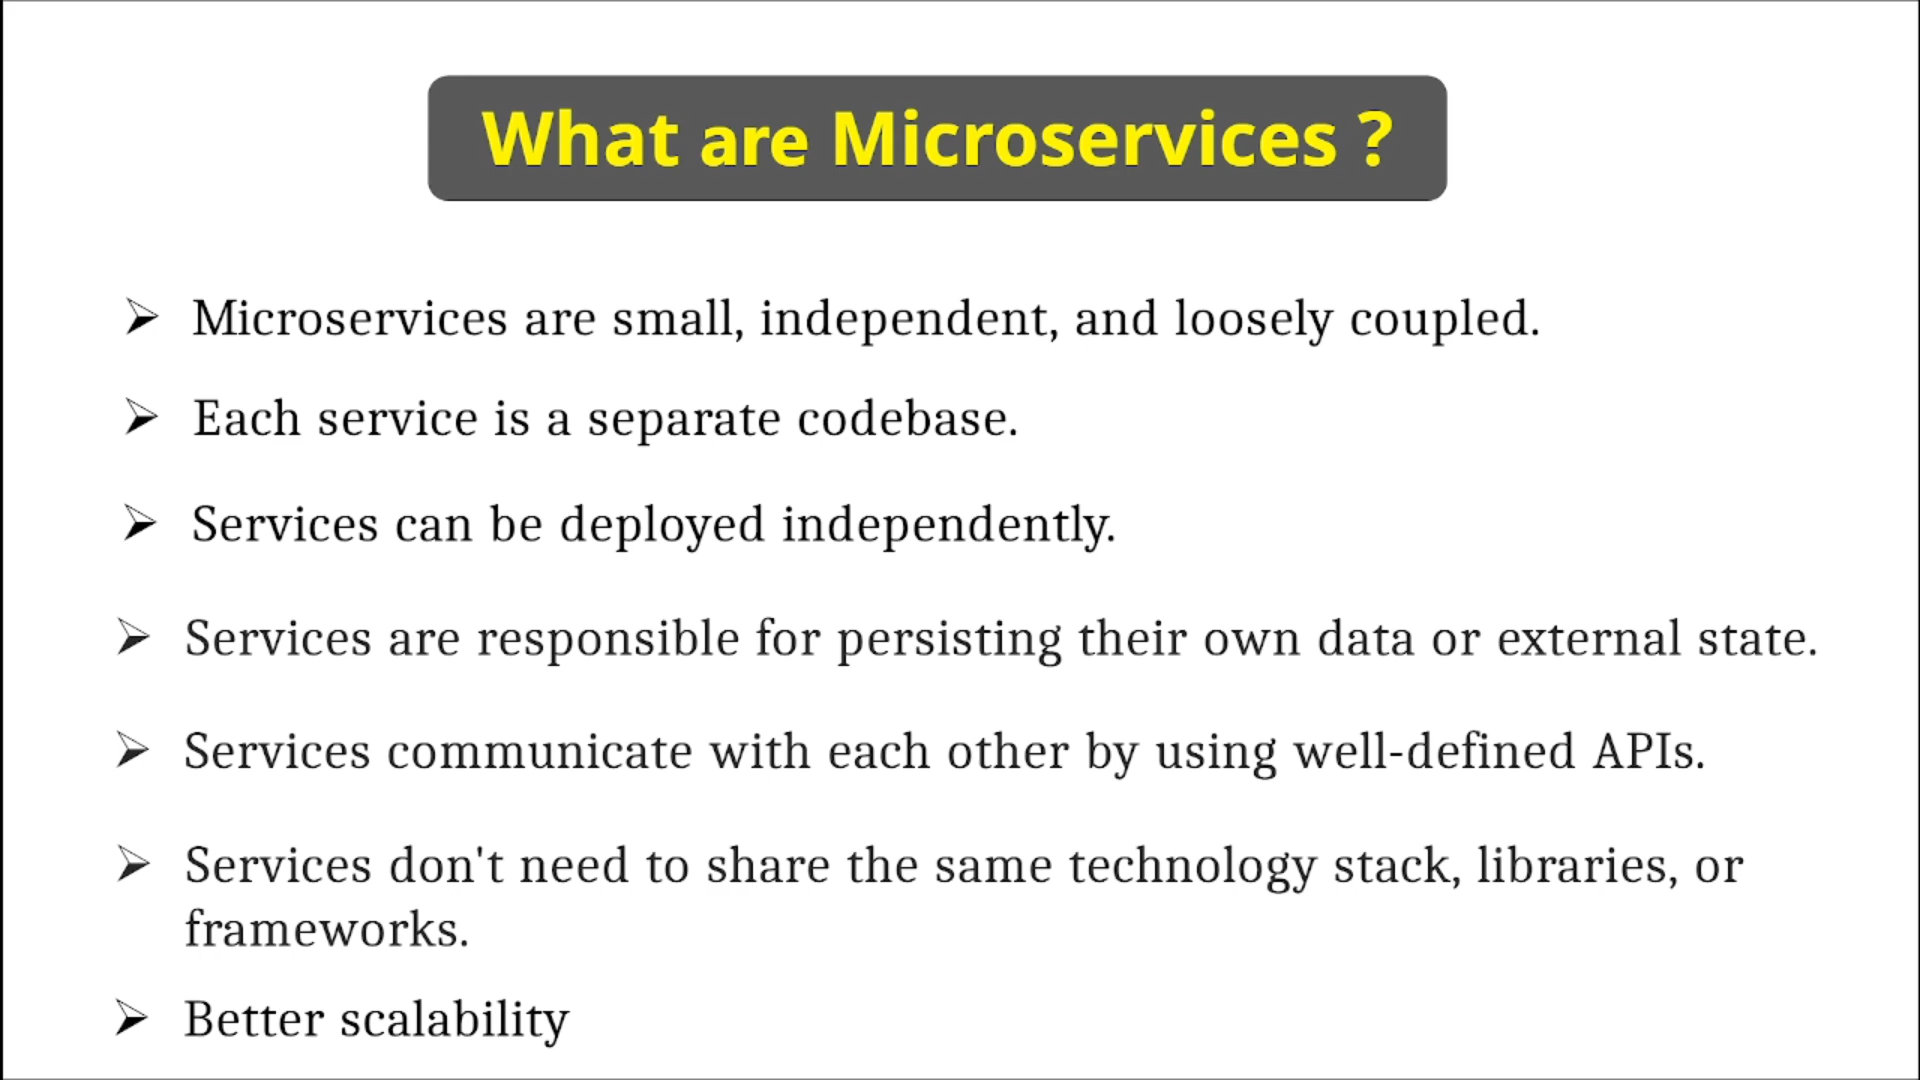 What are Microservices ?
Microservices are small, independent, and loosely coupled.
Each service is a separate codebase.
Services can be deployed independently.
Services are responsible for persisting their own data or external state.
Services communicate with each other by using well-defined APIs.
Services don't need to share the same technology stack, libraries, or
frameworks.
Better scalability